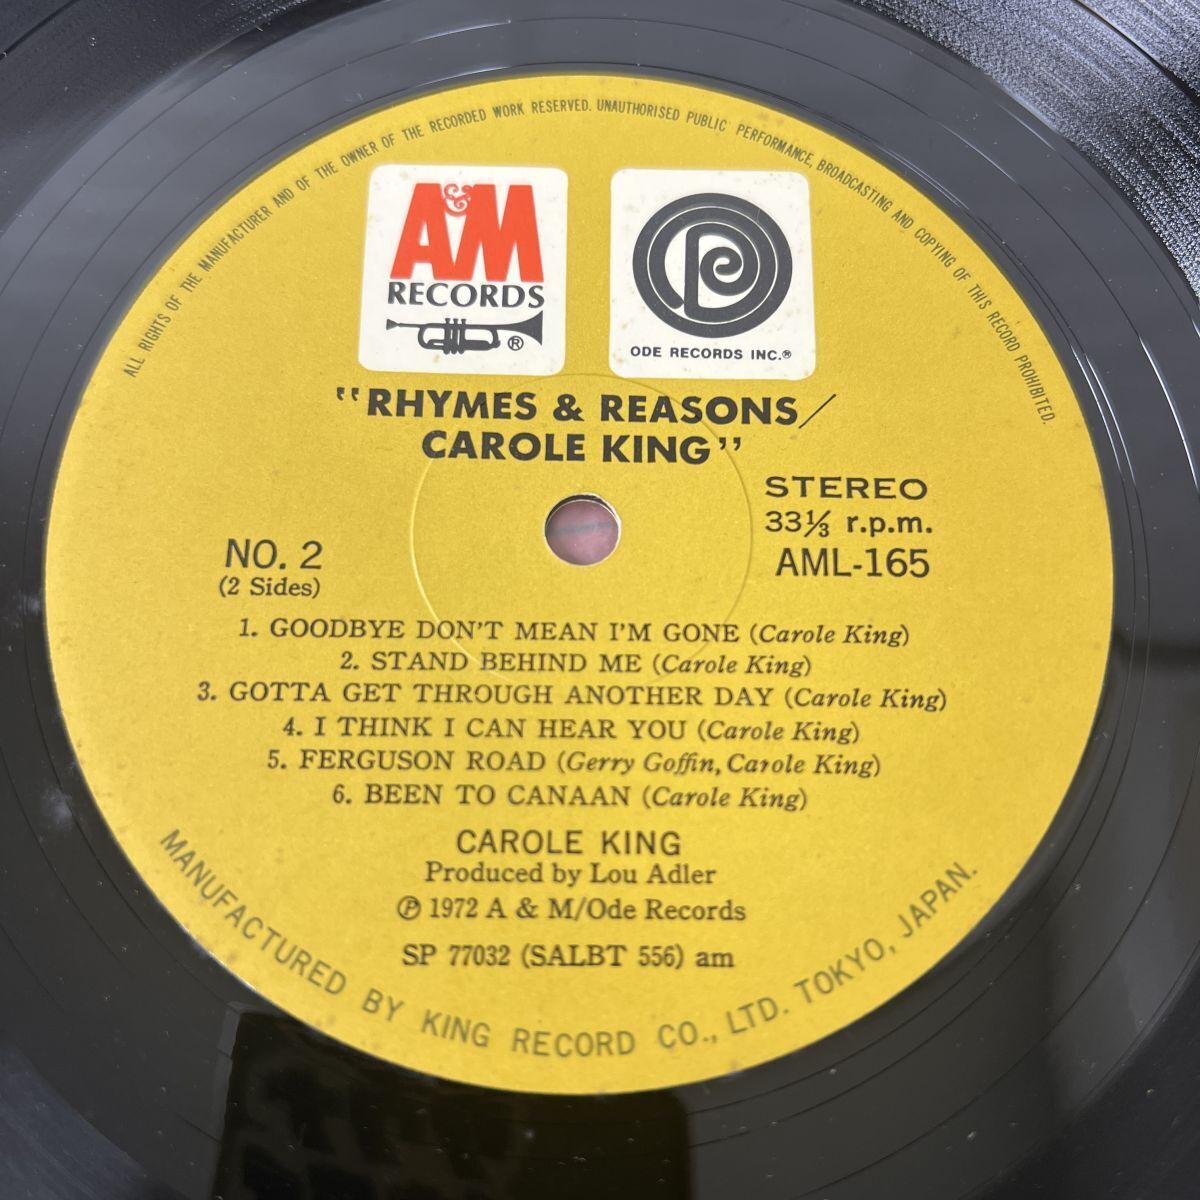 ALL RIGHTS OF THE MANUFACTURER AND OF THE OWNER OF THE RECORDED WORK RESERVED. UNAUTHORISED PUBLIC PERFORMANCE, BROADCASTING AND COPYING OF THIS RECORD PROHIBITED.
A&M
RECORDS
®
ODE RECORDS INC.®
"RHYMES & REASONS/
CAROLE KING"
STEREO
33⅓ r.p.m.
AML-165
NO. 2
(2 Sides)
1. GOODBYE DON'T MEAN I'M GONE (Carole King)
2. STAND BEHIND ME (Carole King)
3. GOTTA GET THROUGH ANOTHER DAY (Carole King)
4. I THINK I CAN HEAR YOU (Carole King)
5. FERGUSON ROAD (Gerry Goffin, Carole King)
6. BEEN TO CANAAN (Carole King)
CAROLE KING
Produced by Lou Adler
℗ 1972 A & M/Ode Records
SP 77032 (SALBT 556) am
MANUFACTURED BY KING RECORD CO., LTD. TOKYO, JAPAN.